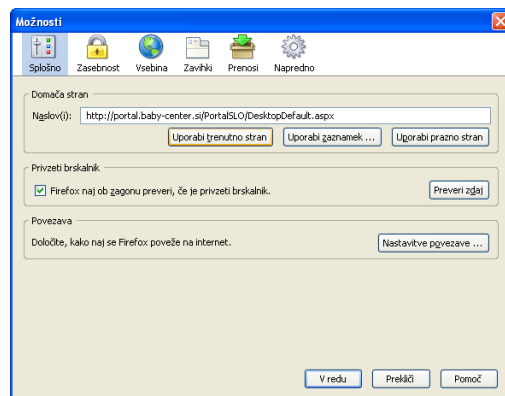 Možnosti
Splošno Zasebnost Vsebina Zavihki Prenosi Napredno
Domača stran
Naslov(i): http://portal.baby-center.si/PortalSLO/DesktopDefault.aspx
Uporabi trenutno stran Uporabi zaznamek ... Uporabi prazno stran
Privzeti brskalnik
Firefox naj ob zagonu preveri, če je privzeti brskalnik. Preveri zdaj
Povezava
Določite, kako naj se Firefox poveže na internet. Nastavitve povezave ...
V redu Prekliči Pomoč